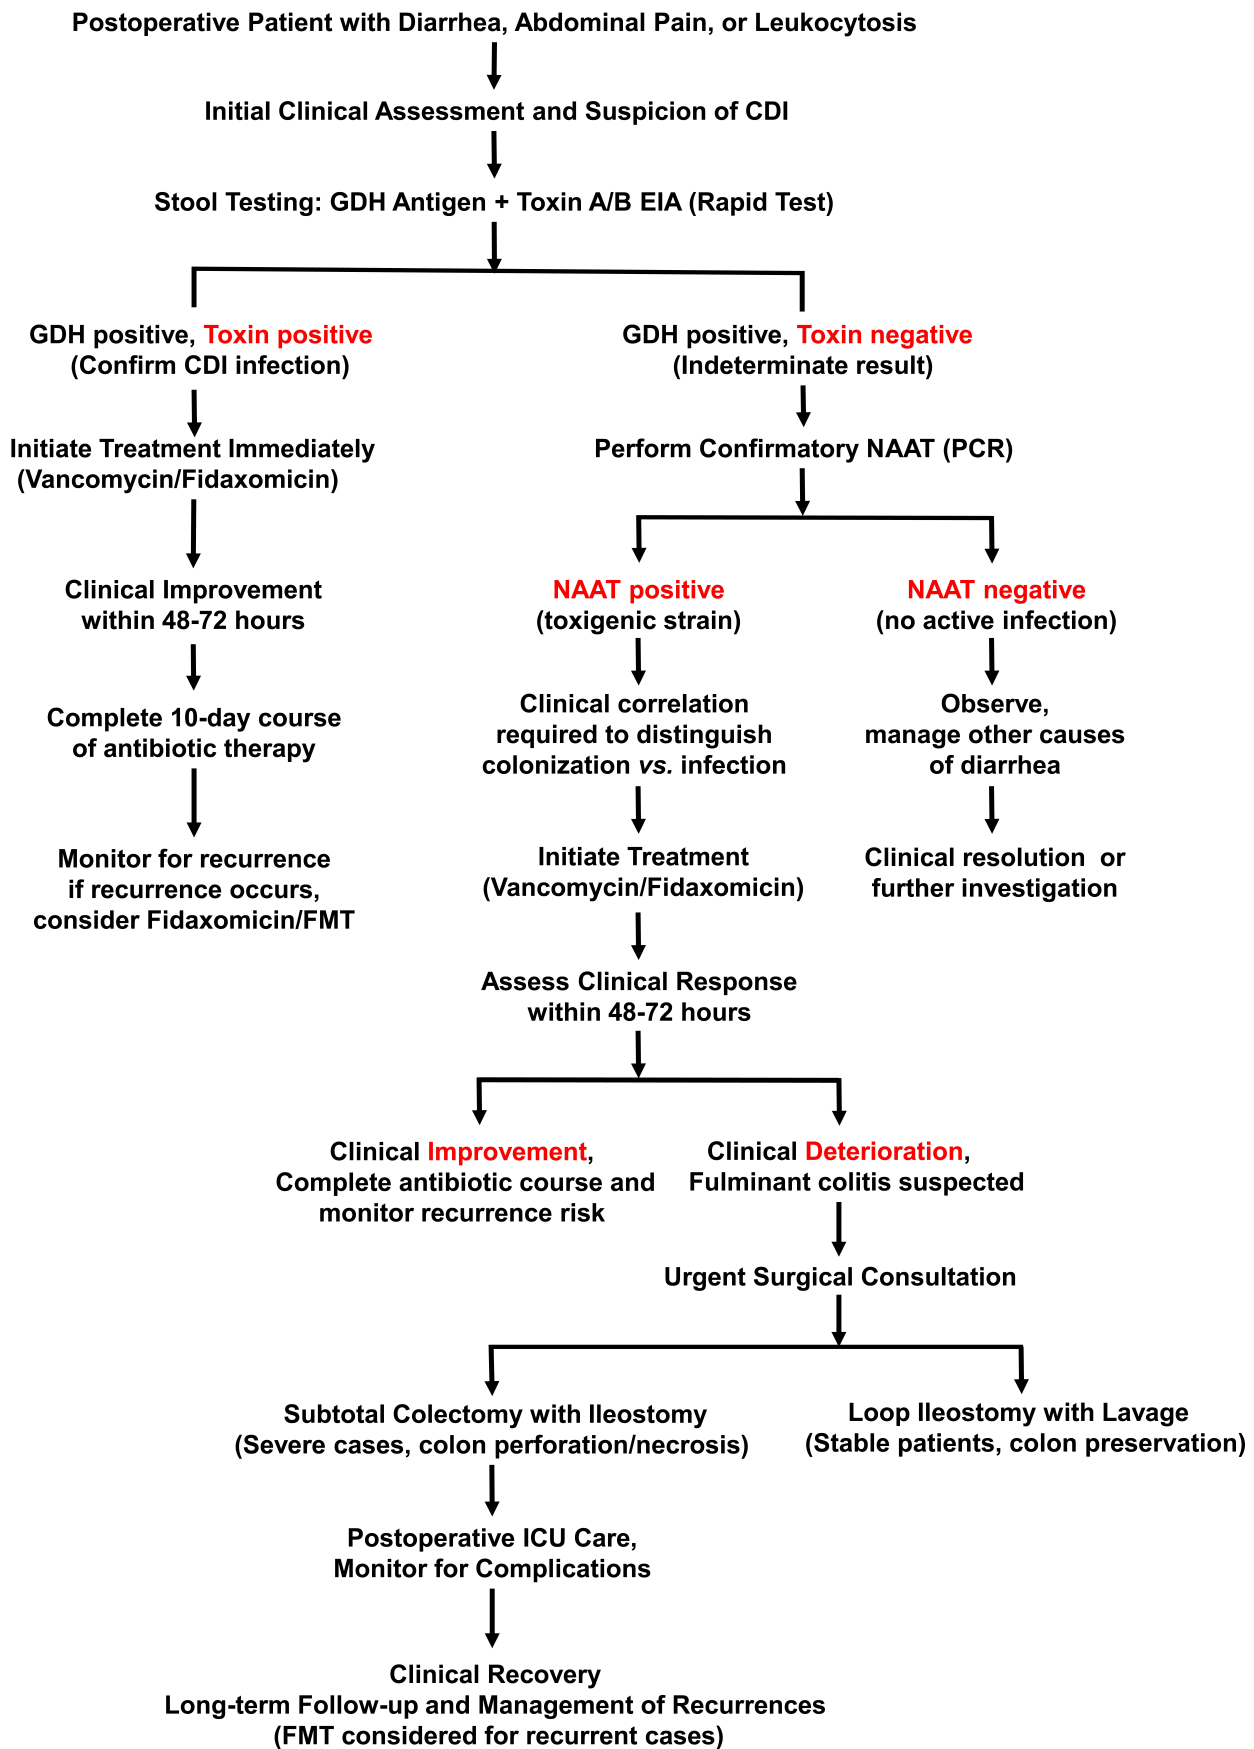 Postoperative Patient with Diarrhea, Abdominal Pain, or Leukocytosis
Initial Clinical Assessment and Suspicion of CDI
Stool Testing: GDH Antigen + Toxin A/B EIA (Rapid Test)
GDH positive, Toxin positive
(Confirm CDI infection)
Initiate Treatment Immediately
(Vancomycin/Fidaxomicin)
Clinical Improvement
within 48-72 hours
Complete 10-day course
of antibiotic therapy
Monitor for recurrence
if recurrence occurs,
consider Fidaxomicin/FMT
GDH positive, Toxin negative
(Indeterminate result)
Perform Confirmatory NAAT (PCR)
NAAT positive
(toxigenic strain)
Clinical correlation
required to distinguish
colonization vs. infection
Initiate Treatment
(Vancomycin/Fidaxomicin)
Assess Clinical Response
within 48-72 hours
NAAT negative
(no active infection)
Observe,
manage other causes
of diarrhea
Clinical resolution or
further investigation
Clinical Improvement,
Complete antibiotic course and
monitor recurrence risk
Clinical Deterioration,
Fulminant colitis suspected
Urgent Surgical Consultation
Subtotal Colectomy with Ileostomy
(Severe cases, colon perforation/necrosis)
Loop Ileostomy with Lavage
(Stable patients, colon preservation)
Postoperative ICU Care,
Monitor for Complications
Clinical Recovery
Long-term Follow-up and Management of Recurrences
(FMT considered for recurrent cases)